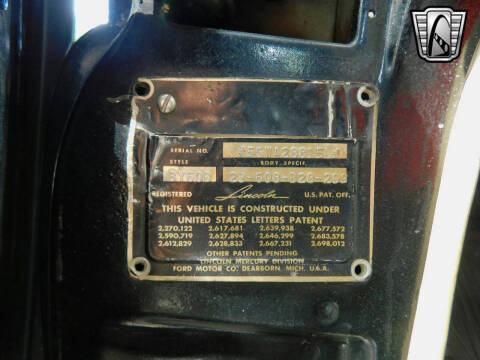 SERIAL NO.
STYLE BODY SPECIF.
REGISTERED Lincoln U.S. PAT. OFF.
THIS VEHICLE IS CONSTRUCTED UNDER
UNITED STATES LETTERS PATENT
2,270,122 2,617,681 2,639,938 2,677,572
2,590,719 2,627,894 2,646,299 2,683,578
2,612,829 2,628,833 2,667,231 2,698,012
OTHER PATENTS PENDING
LINCOLN MERCURY DIVISION
FORD MOTOR CO. DEARBORN, MICH. U.S.A.